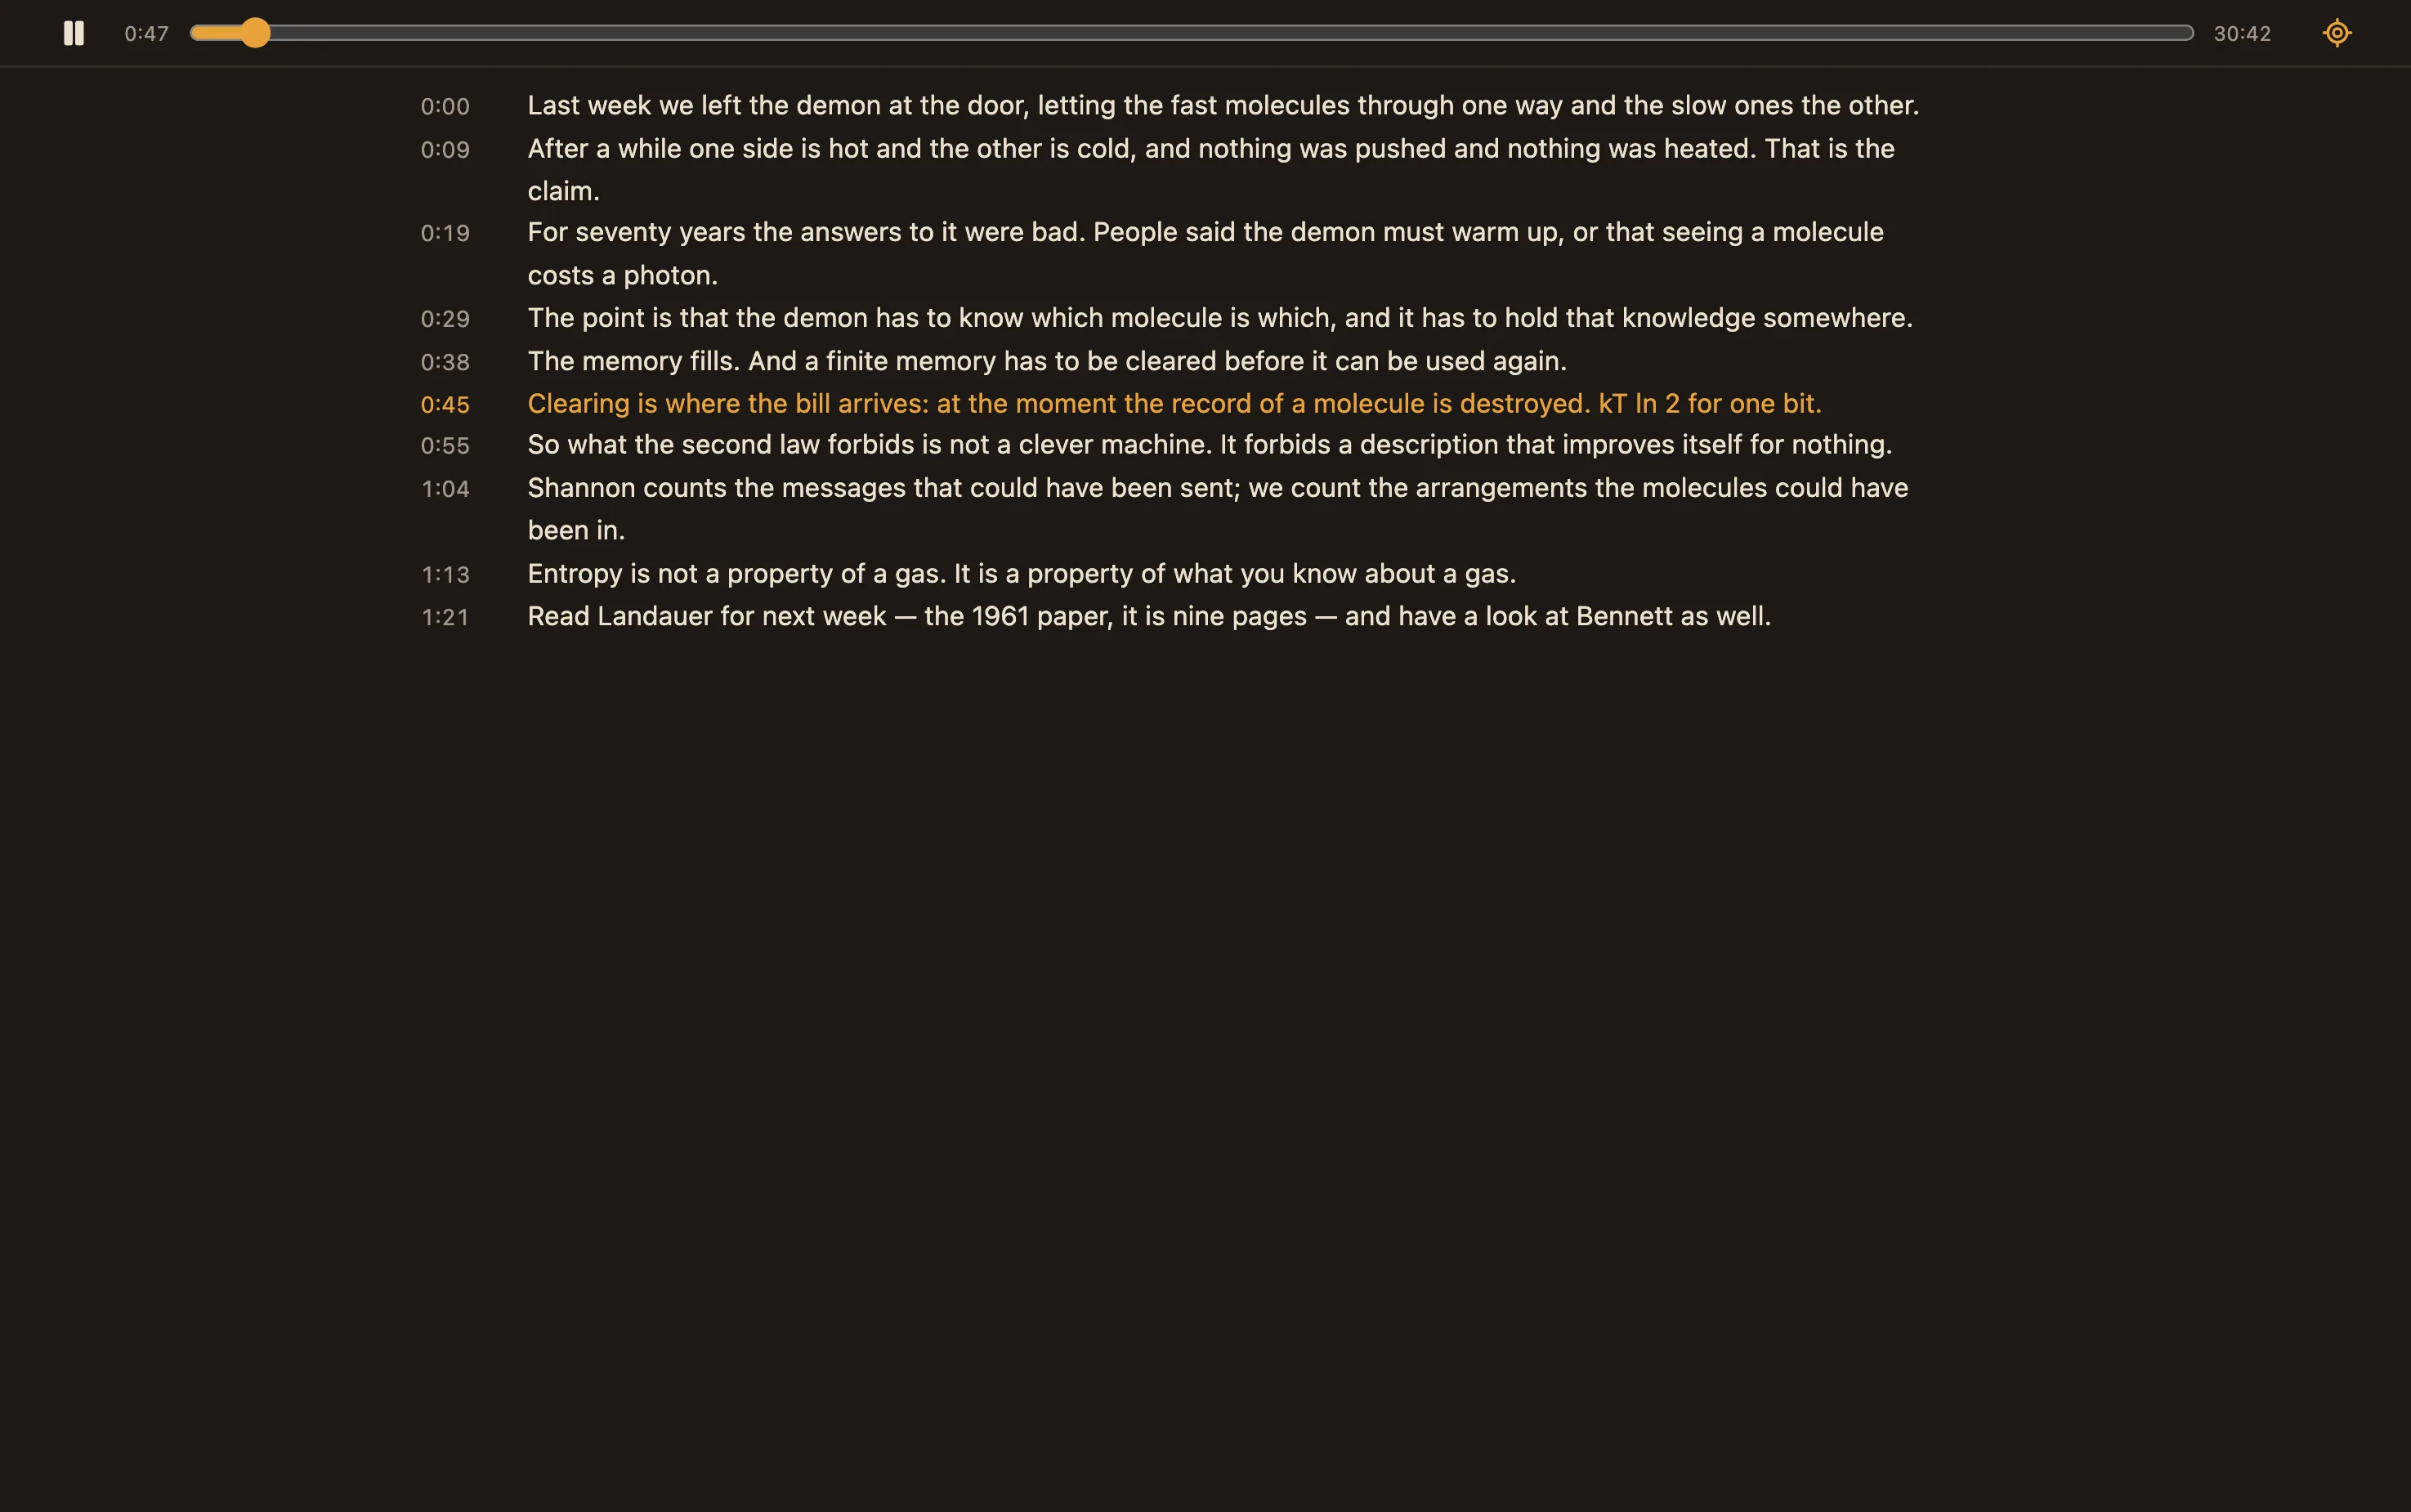 0:47
30:42
0:00 Last week we left the demon at the door, letting the fast molecules through one way and the slow ones the other.
0:09 After a while one side is hot and the other is cold, and nothing was pushed and nothing was heated. That is the
claim.
0:19 For seventy years the answers to it were bad. People said the demon must warm up, or that seeing a molecule
costs a photon.
0:29 The point is that the demon has to know which molecule is which, and it has to hold that knowledge somewhere.
0:38 The memory fills. And a finite memory has to be cleared before it can be used again.
0:45 Clearing is where the bill arrives: at the moment the record of a molecule is destroyed. kT ln 2 for one bit.
0:55 So what the second law forbids is not a clever machine. It forbids a description that improves itself for nothing.
1:04 Shannon counts the messages that could have been sent; we count the arrangements the molecules could have
been in.
1:13 Entropy is not a property of a gas. It is a property of what you know about a gas.
1:21 Read Landauer for next week — the 1961 paper, it is nine pages — and have a look at Bennett as well.